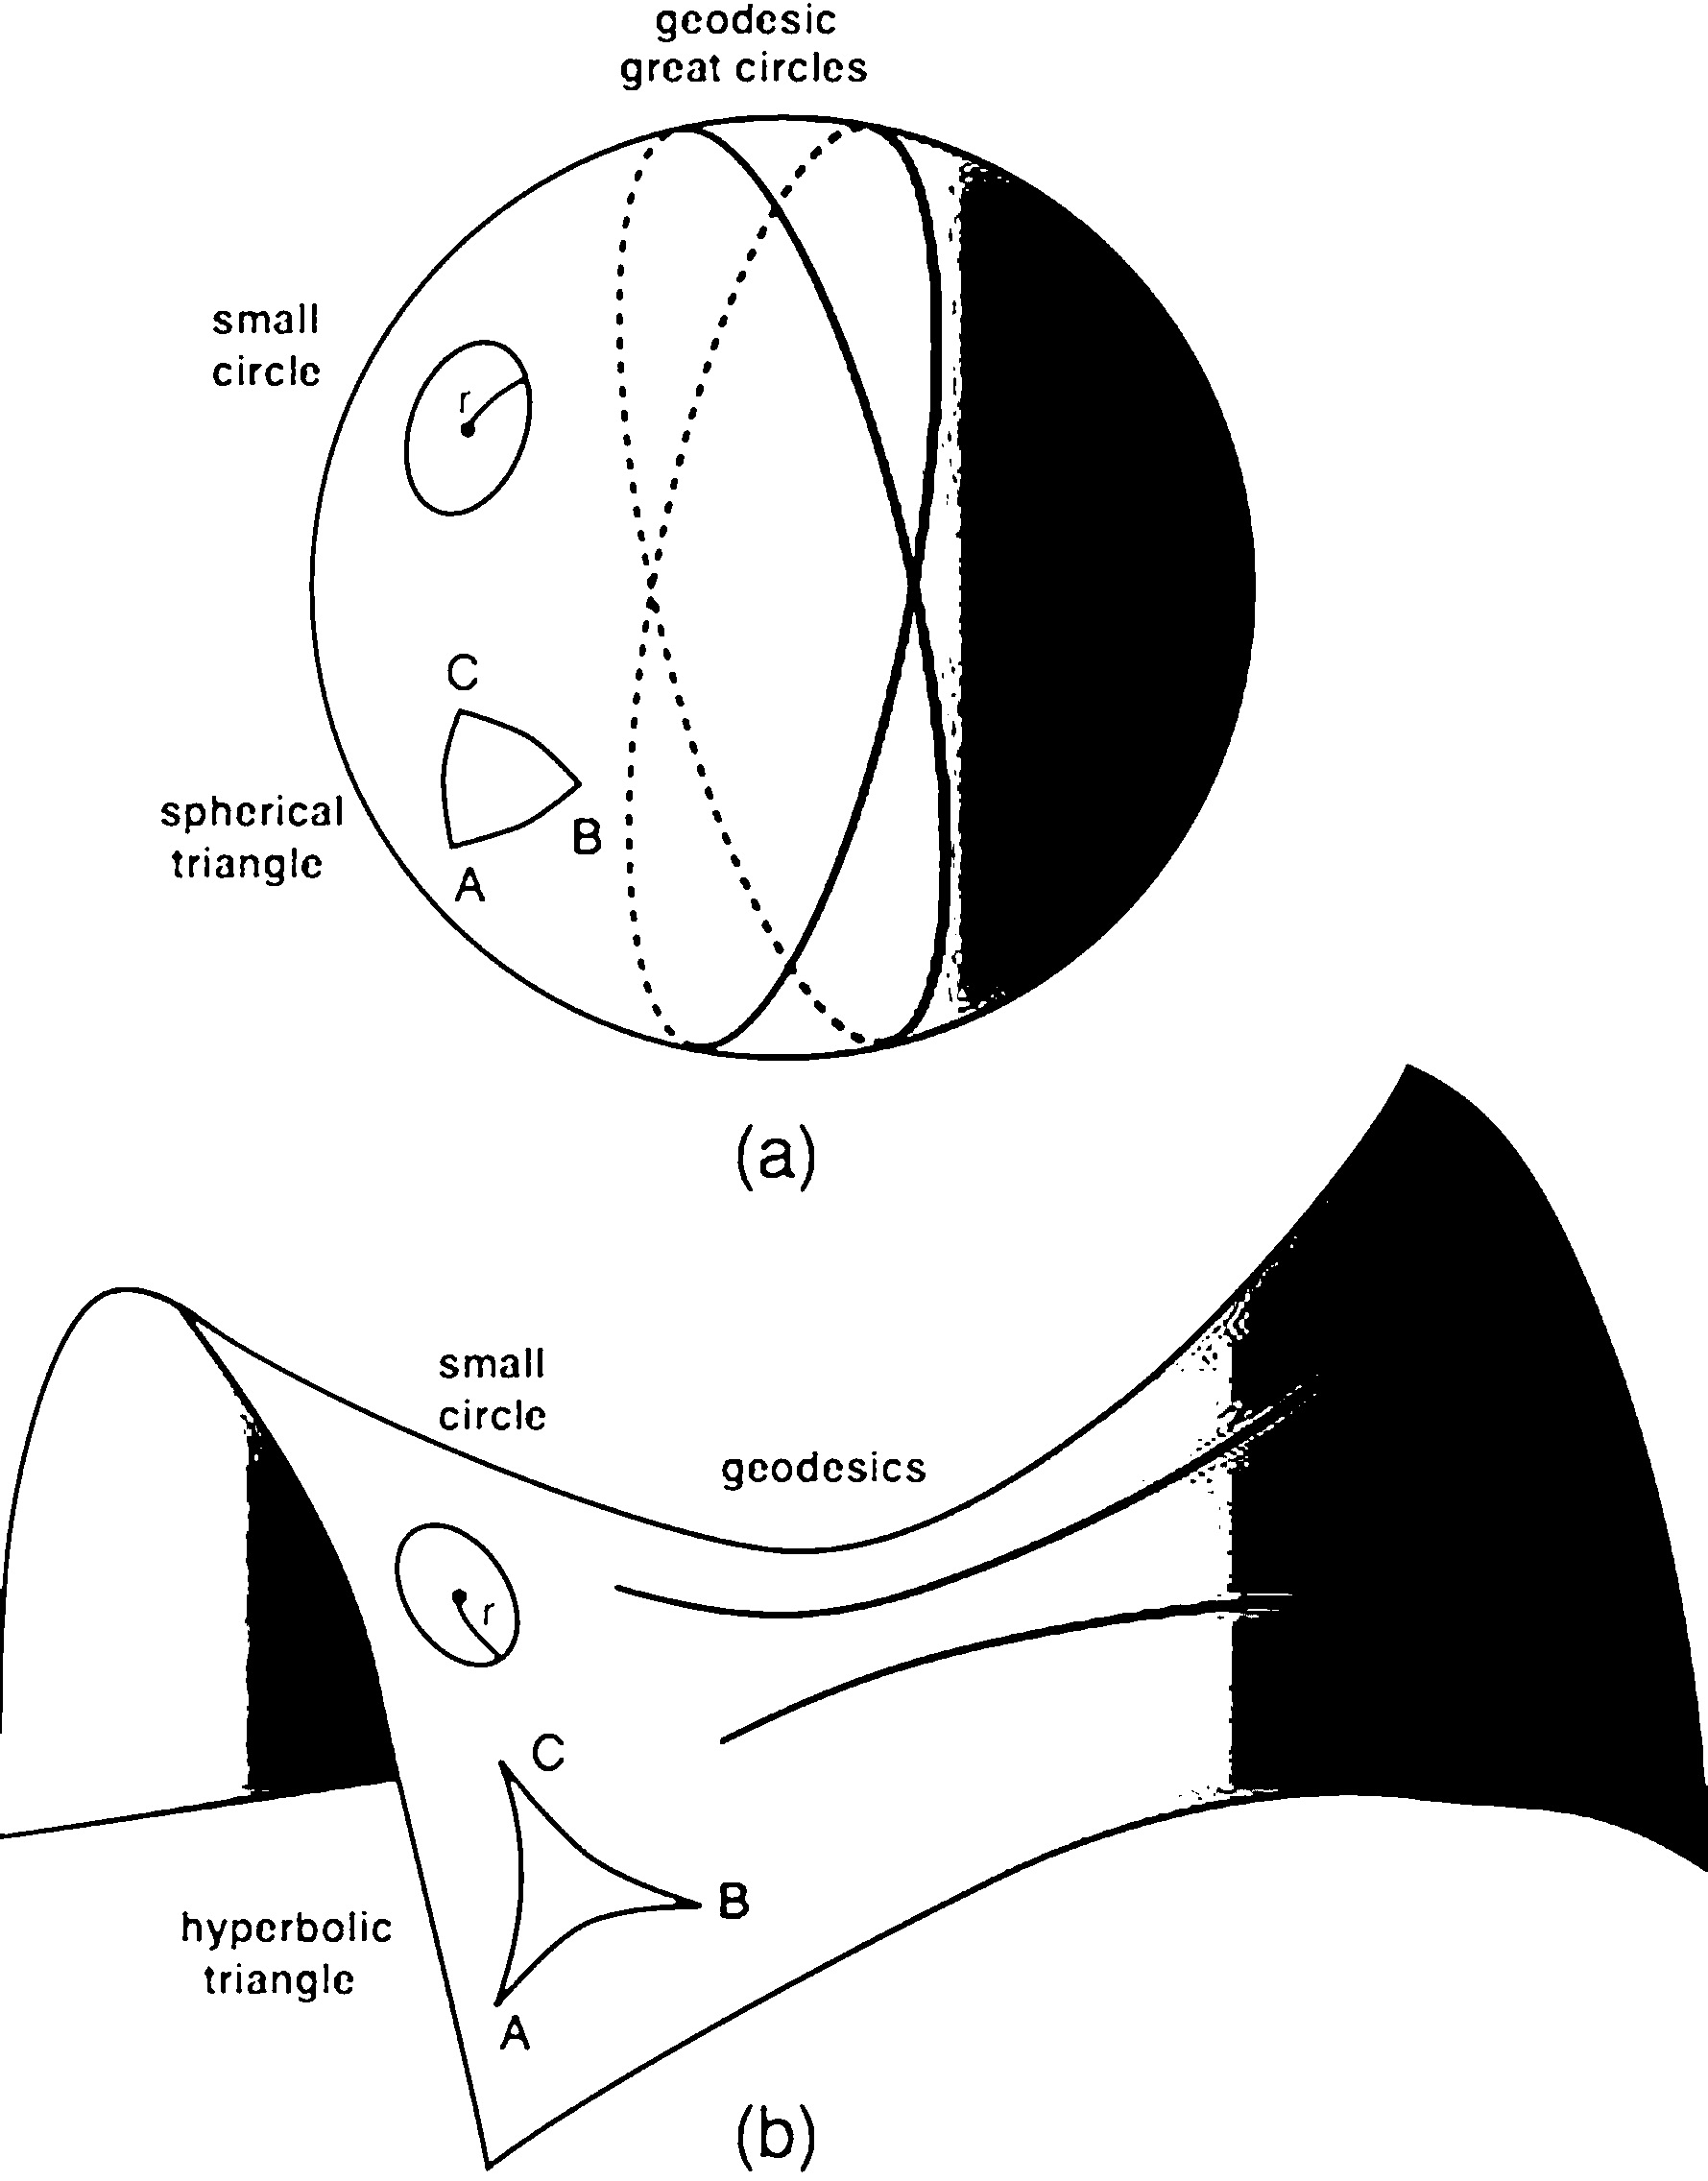 geodesic
great circles
small
circle
r
C
spherical
triangle
B
A
(a)
small
circle
geodesics
r
C
B
hyperbolic
triangle
A
(b)